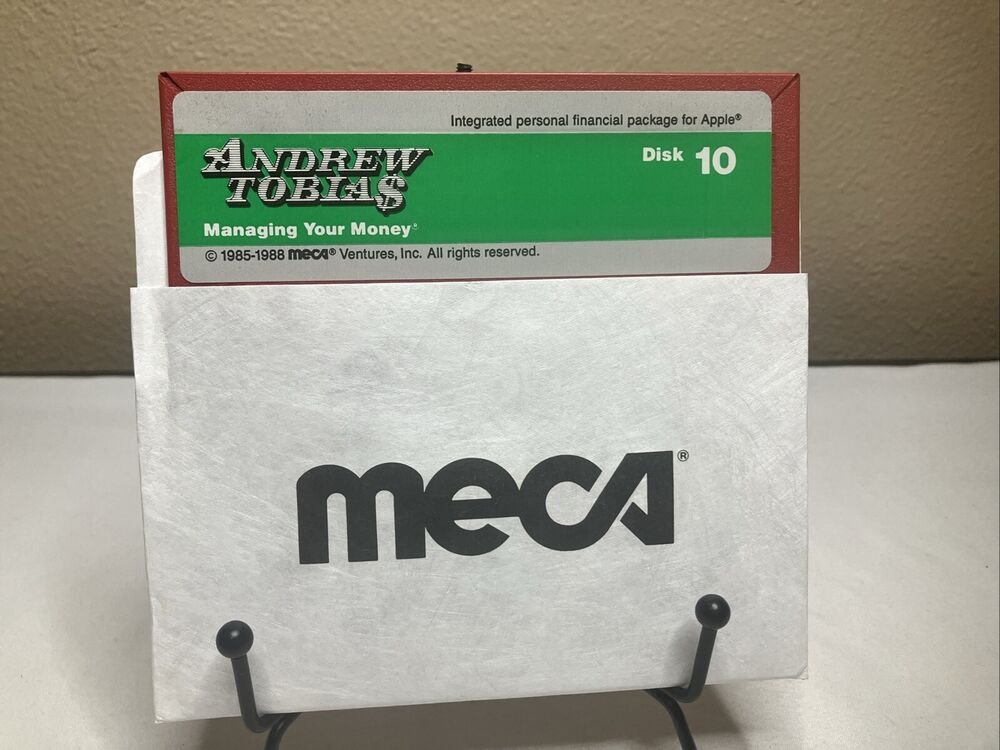 Integrated personal financial package for Apple®
ANDREW
TOBIA$
Disk 10
Managing Your Money®
© 1985-1988 meca® Ventures, Inc. All rights reserved.
meca®